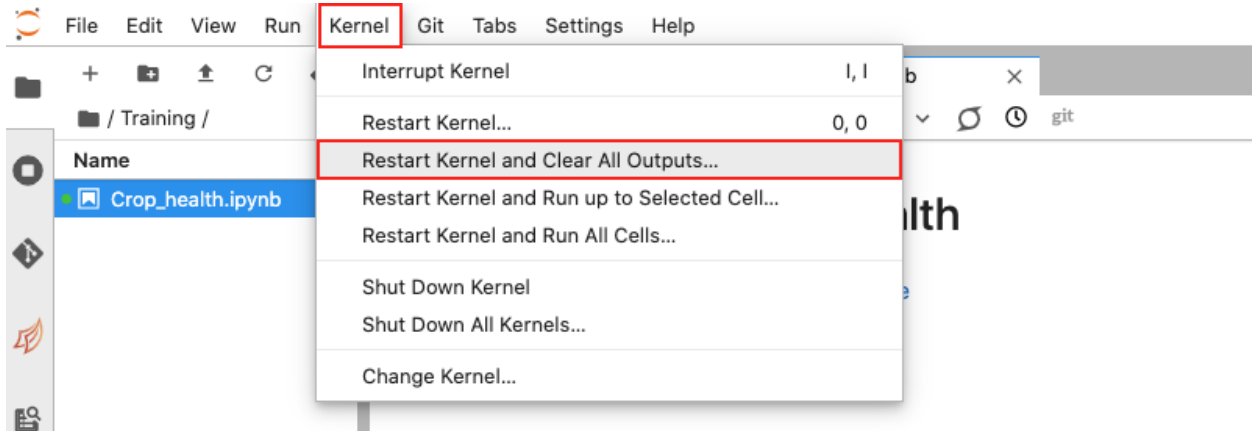 File Edit View Run Kernel Git Tabs Settings Help
Interrupt Kernel I, I
b
/ Training /
Restart Kernel... 0, 0
git
Name
Restart Kernel and Clear All Outputs...
Crop_health.ipynb
Restart Kernel and Run up to Selected Cell...
lth
Restart Kernel and Run All Cells...
Shut Down Kernel
e
Shut Down All Kernels...
Change Kernel...